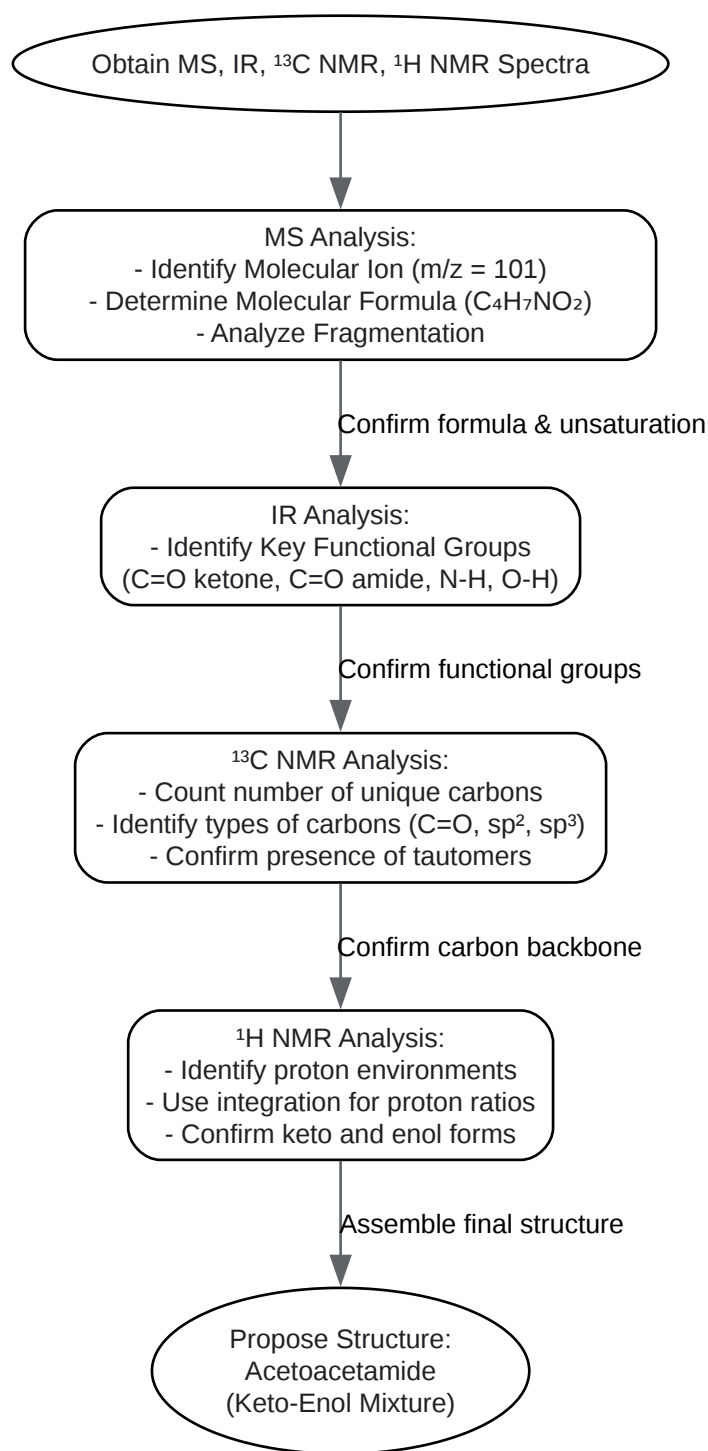 Obtain MS, IR, ¹³C NMR, ¹H NMR Spectra
MS Analysis:
- Identify Molecular Ion (m/z = 101)
- Determine Molecular Formula (C₄H₇NO₂)
- Analyze Fragmentation
Confirm formula & unsaturation
IR Analysis:
- Identify Key Functional Groups
(C=O ketone, C=O amide, N-H, O-H)
Confirm functional groups
¹³C NMR Analysis:
- Count number of unique carbons
- Identify types of carbons (C=O, sp², sp³)
- Confirm presence of tautomers
Confirm carbon backbone
¹H NMR Analysis:
- Identify proton environments
- Use integration for proton ratios
- Confirm keto and enol forms
Assemble final structure
Propose Structure:
Acetoacetamide
(Keto-Enol Mixture)